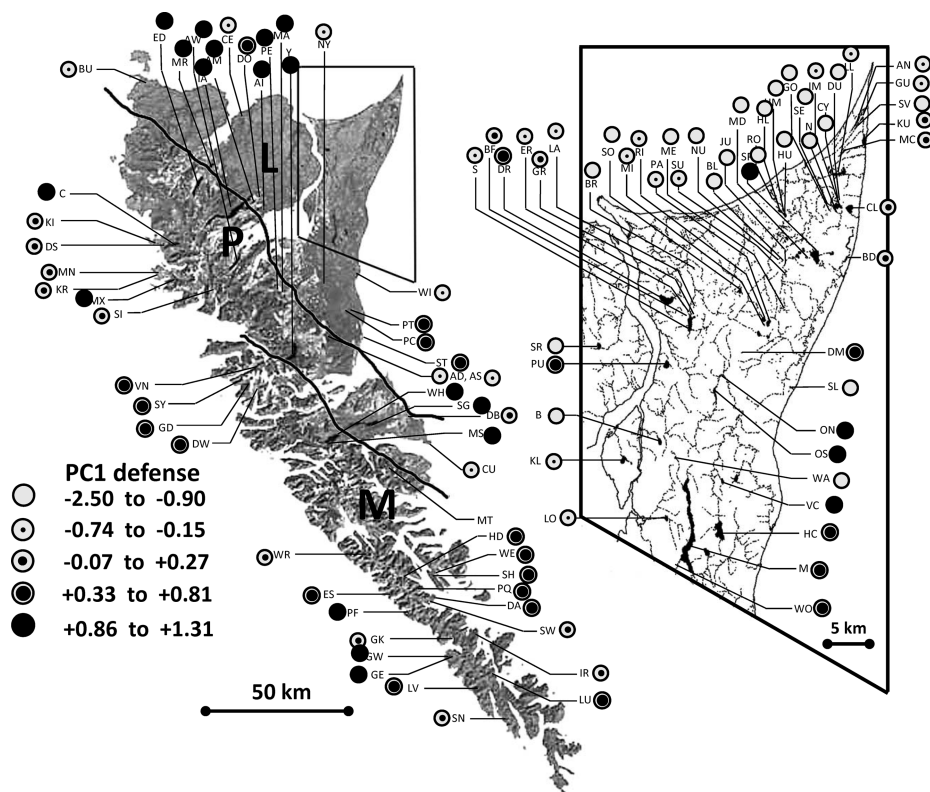 ED
AW
MR
IA
AM
CE
DO
AI
PE
MA
Y
NY
BU
L
C
P
KI
DS
MN
KR
MX
SI
WI
PT
PC
ST
AD, AS
WH
SG
DB
MS
CU
VN
SY
GD
DW
M
MT
WR
HD
WE
SH
PQ
DA
SW
ES
PF
GK
GW
GE
LV
SN
IR
LU
50 km
PC1 defense
-2.50 to -0.90
-0.74 to -0.15
-0.07 to +0.27
+0.33 to +0.81
+0.86 to +1.31
S
BF
DR
ER
GR
LA
BR
SO
MI
RI
PA
ME
SU
NU
BL
JU
MD
SP
RO
HL
HU
GO
SE
IM
N
CY
DU
LL
AN
GU
SV
KU
MC
CL
BD
SR
PU
B
KL
LO
DM
SL
ON
OS
WA
VC
HC
M
WO
5 km